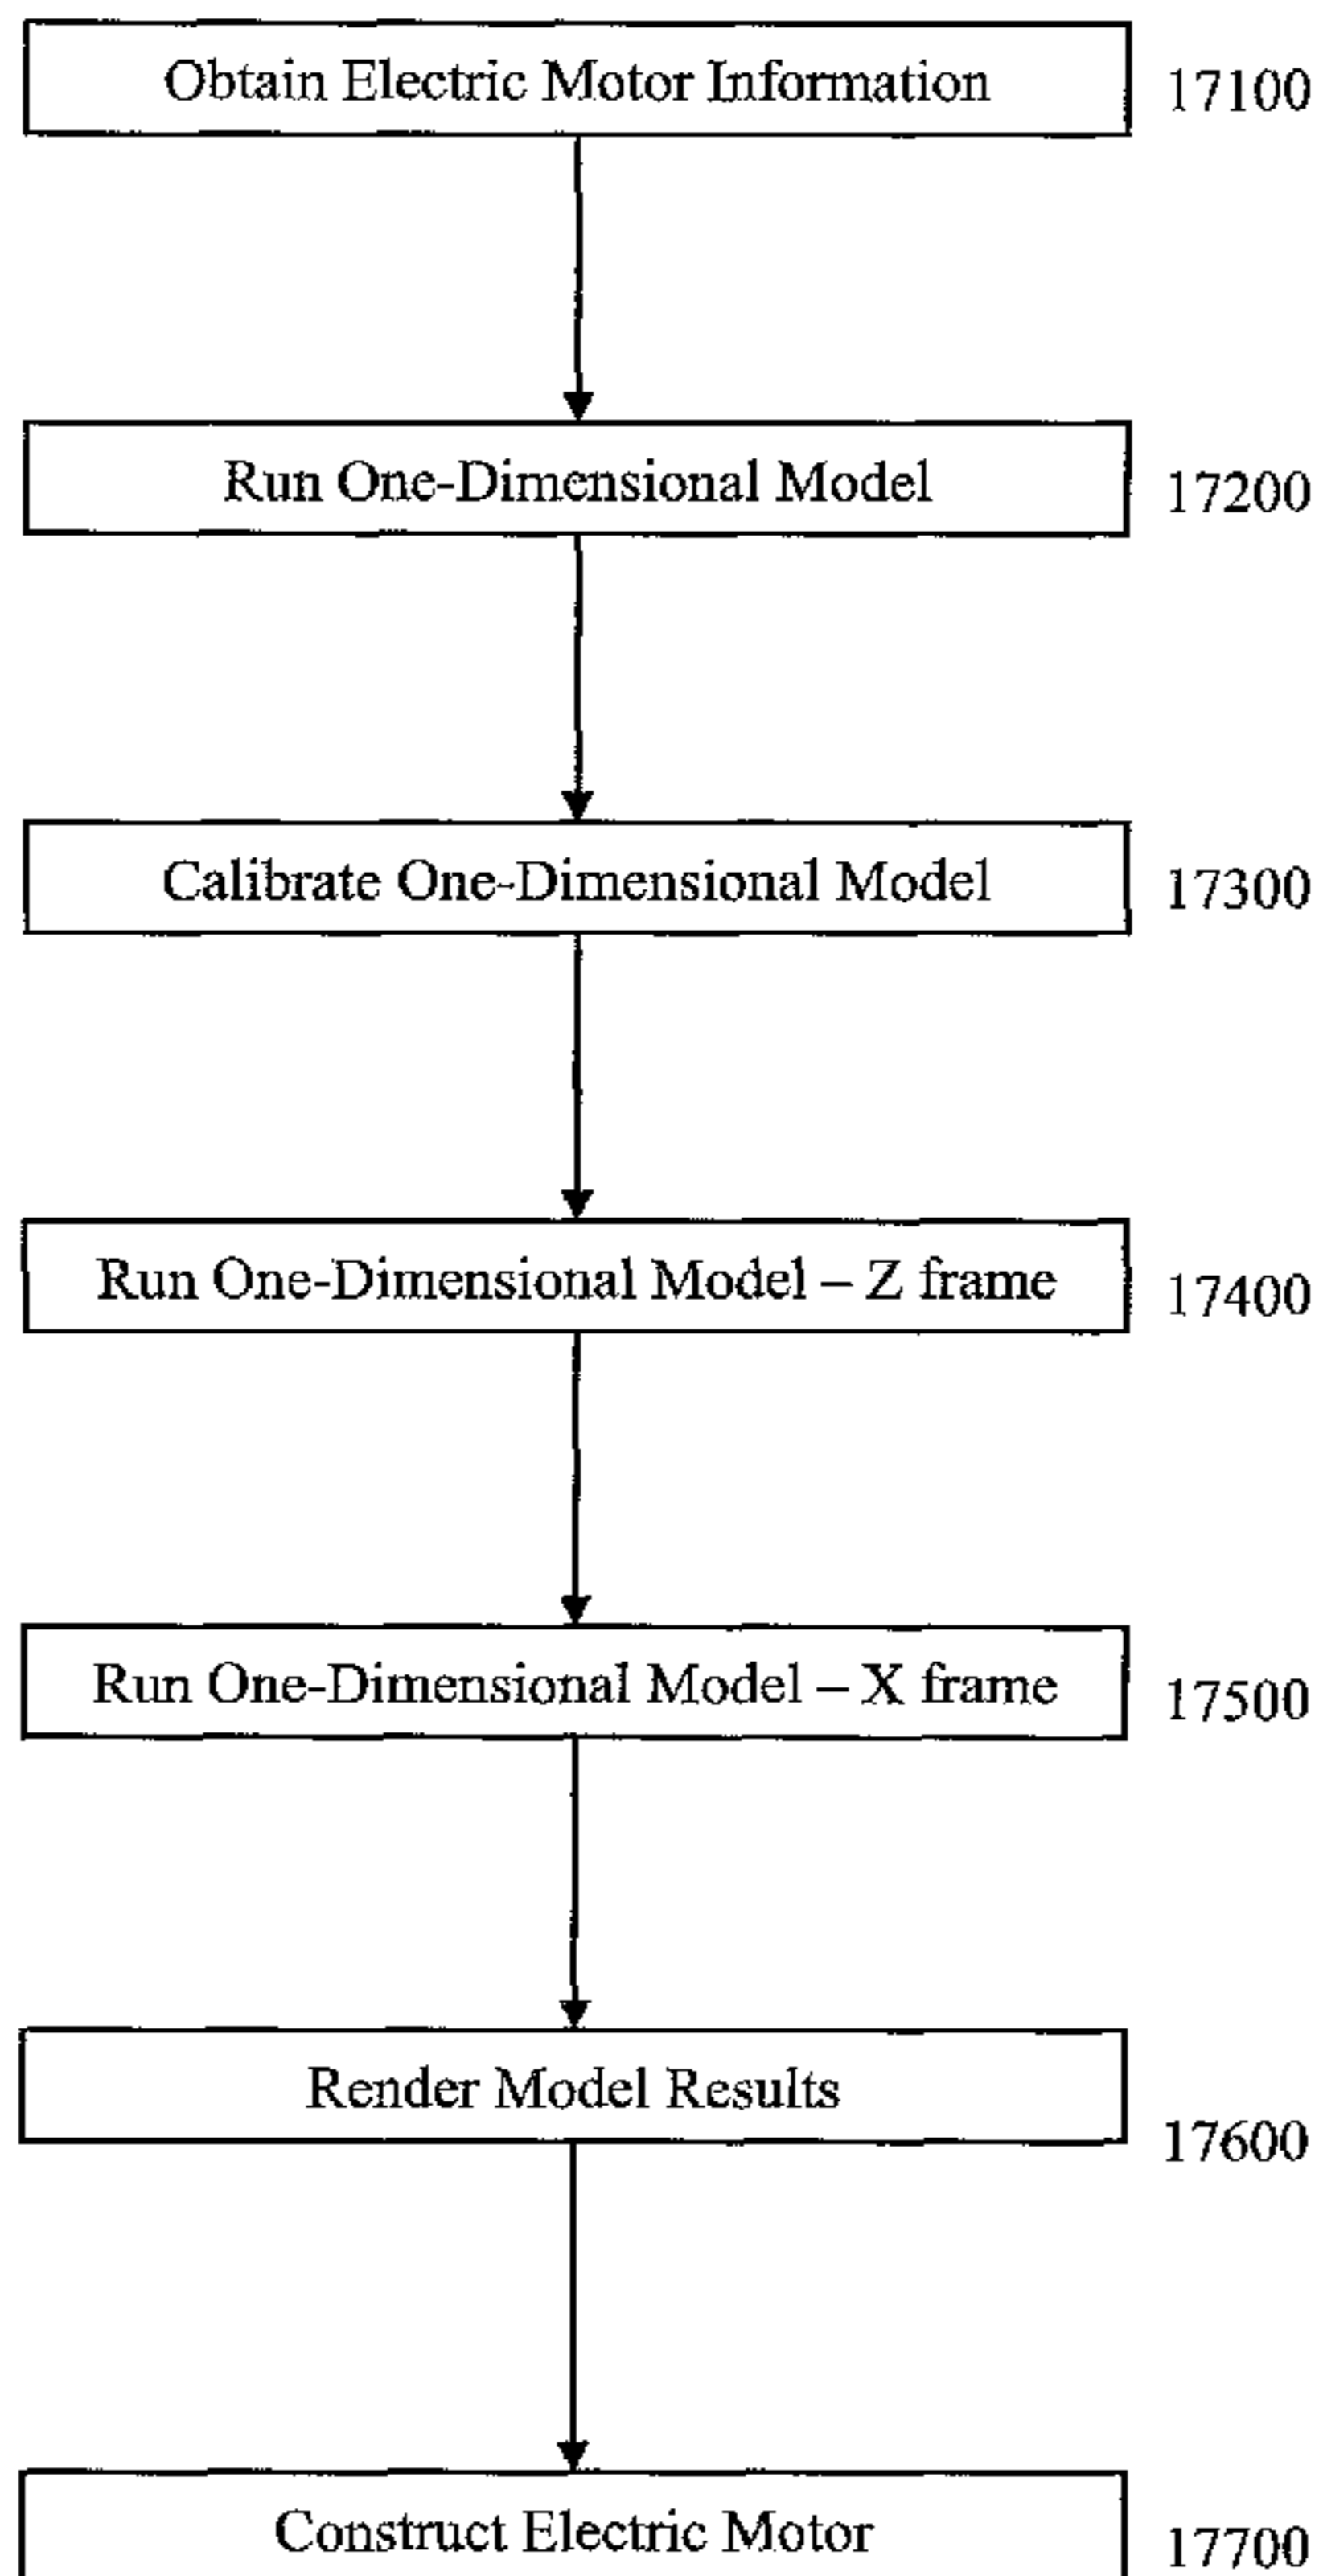 Obtain Electric Motor Information 17100
Run One-Dimensional Model 17200
Calibrate One-Dimensional Model 17300
Run One-Dimensional Model – Z frame 17400
Run One-Dimensional Model – X frame 17500
Render Model Results 17600
Construct Electric Motor 17700